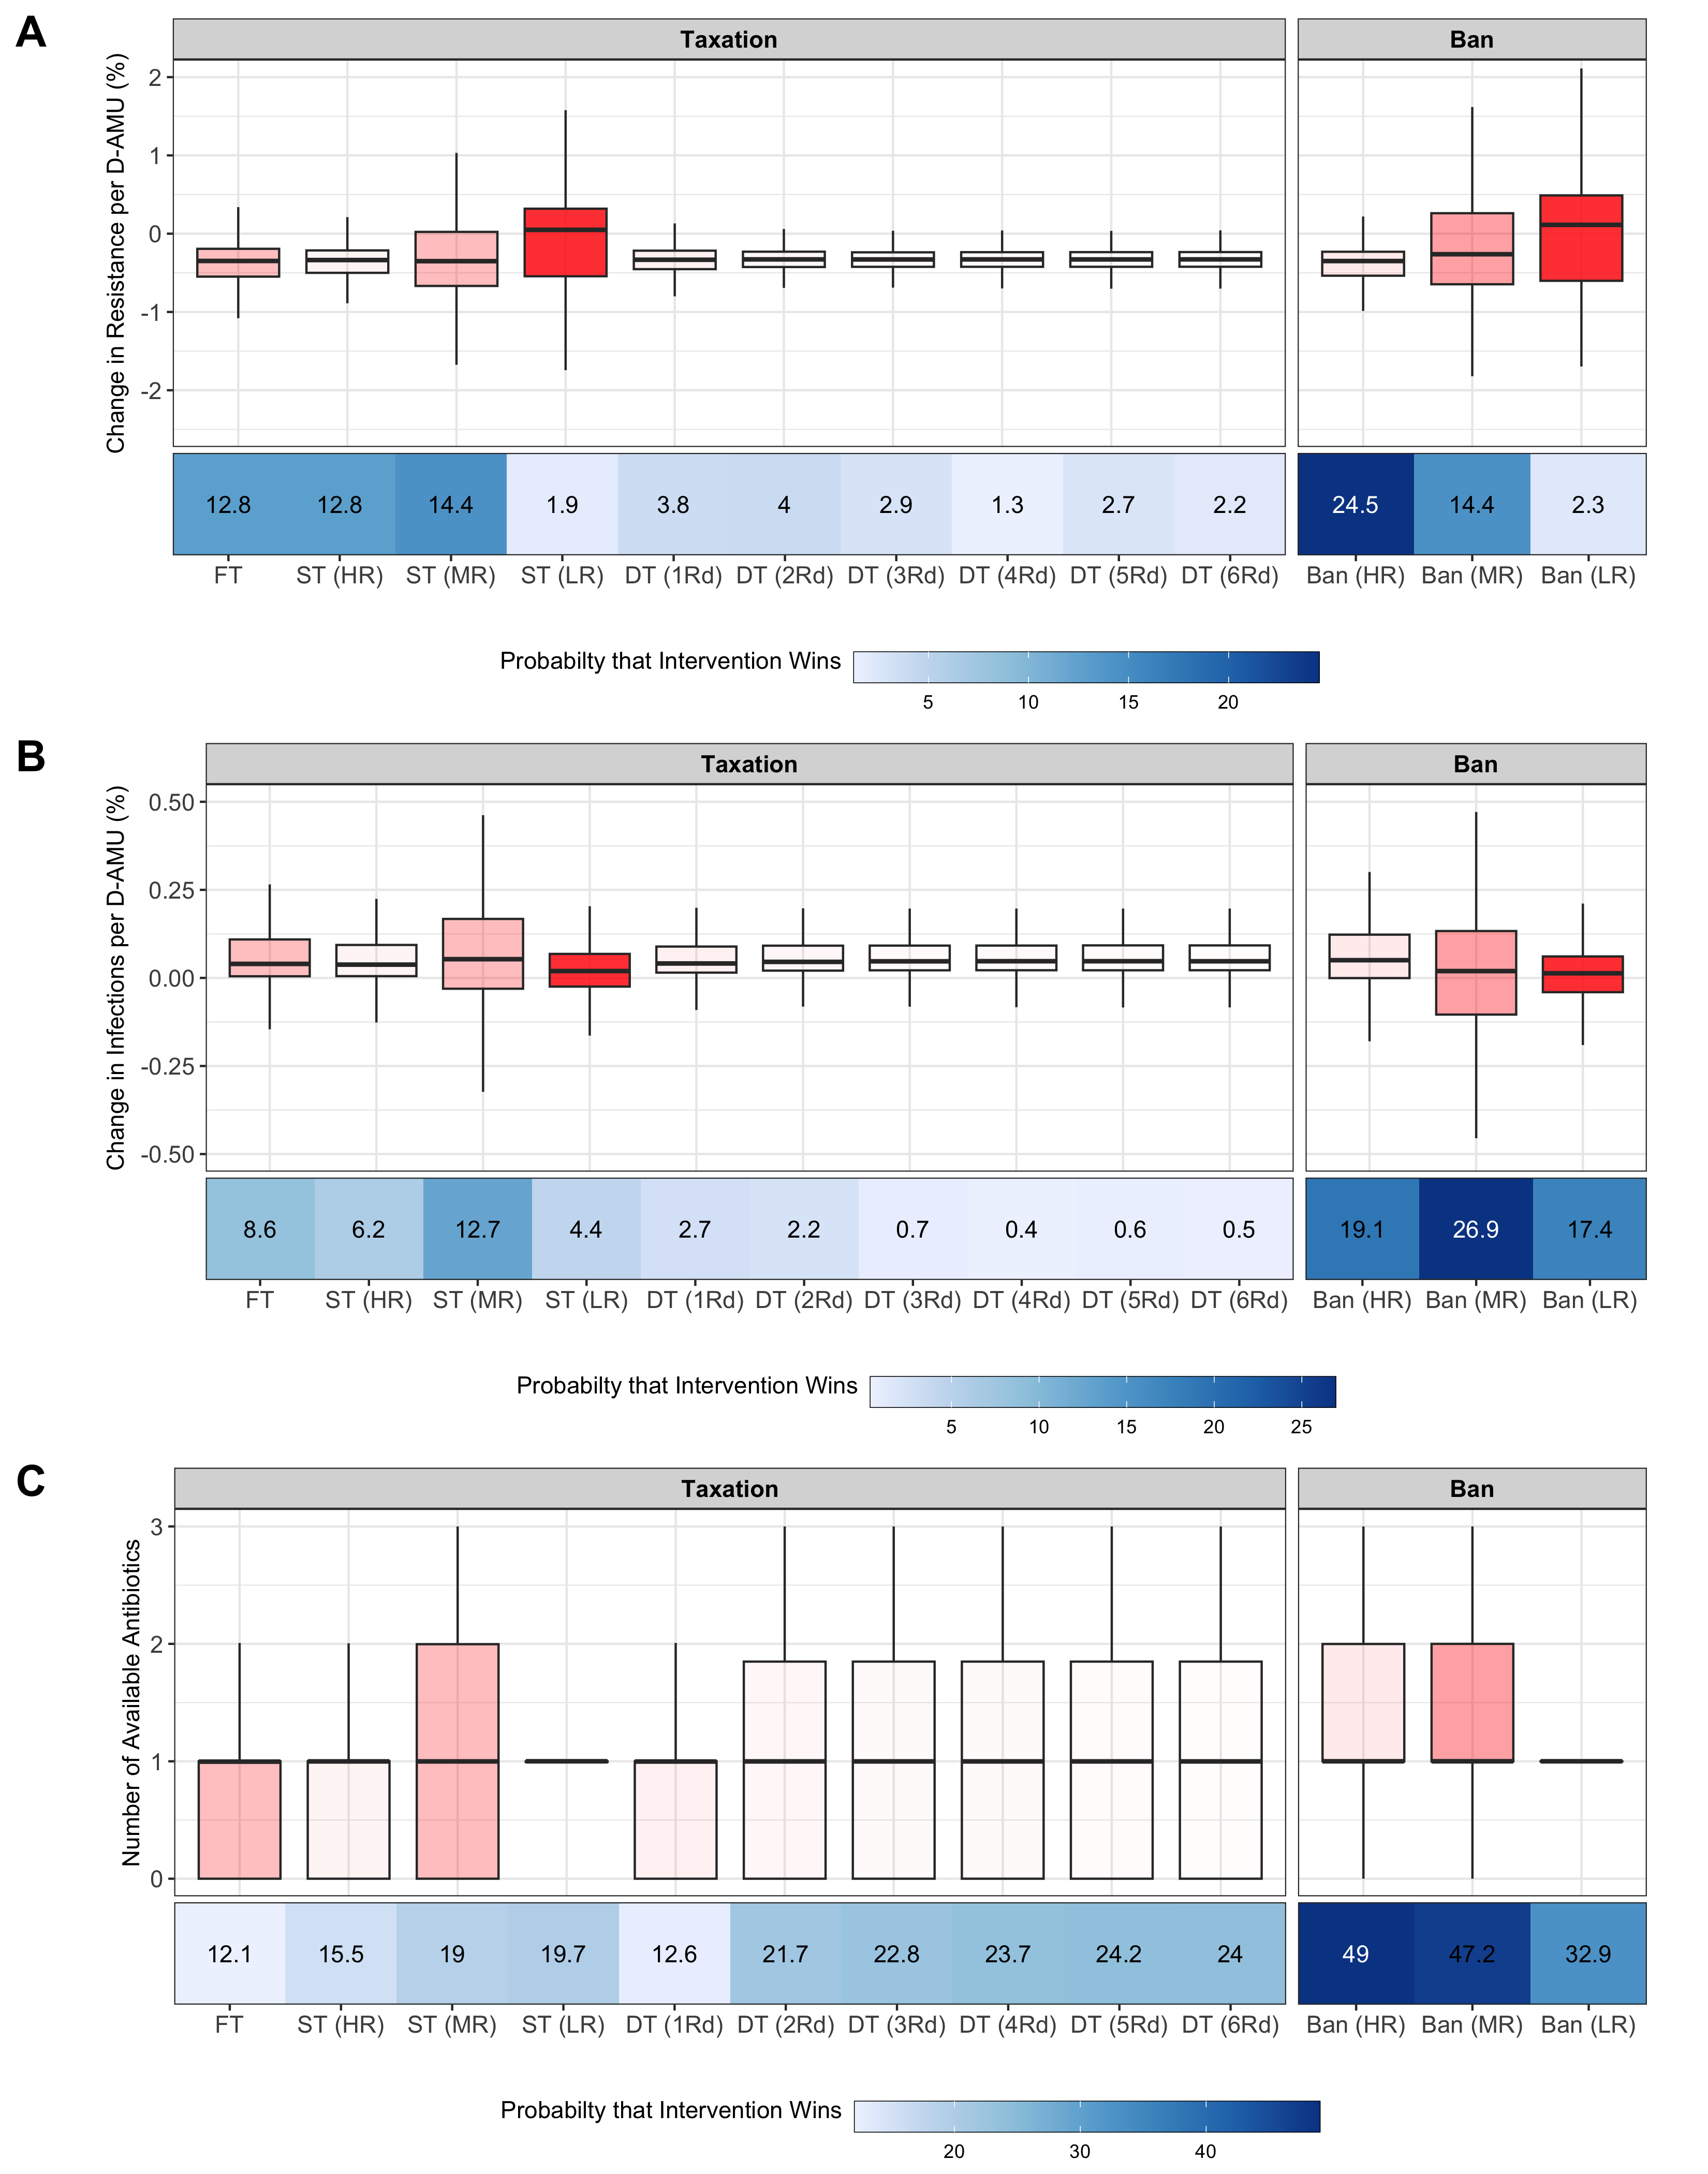 A
Taxation
Ban
Change in Resistance per D-AMU (%)
2
1
0
-1
-2
12.8 12.8 14.4 1.9 3.8 4 2.9 1.3 2.7 2.2 24.5 14.4 2.3
FT ST (HR) ST (MR) ST (LR) DT (1Rd) DT (2Rd) DT (3Rd) DT (4Rd) DT (5Rd) DT (6Rd) Ban (HR) Ban (MR) Ban (LR)
Probabilty that Intervention Wins
5 10 15 20
B
Taxation
Ban
Change in Infections per D-AMU (%)
0.50
0.25
0.00
-0.25
-0.50
8.6 6.2 12.7 4.4 2.7 2.2 0.7 0.4 0.6 0.5 19.1 26.9 17.4
FT ST (HR) ST (MR) ST (LR) DT (1Rd) DT (2Rd) DT (3Rd) DT (4Rd) DT (5Rd) DT (6Rd) Ban (HR) Ban (MR) Ban (LR)
Probabilty that Intervention Wins
5 10 15 20 25
C
Taxation
Ban
Number of Available Antibiotics
3
2
1
0
12.1 15.5 19 19.7 12.6 21.7 22.8 23.7 24.2 24 49 47.2 32.9
FT ST (HR) ST (MR) ST (LR) DT (1Rd) DT (2Rd) DT (3Rd) DT (4Rd) DT (5Rd) DT (6Rd) Ban (HR) Ban (MR) Ban (LR)
Probabilty that Intervention Wins
20 30 40